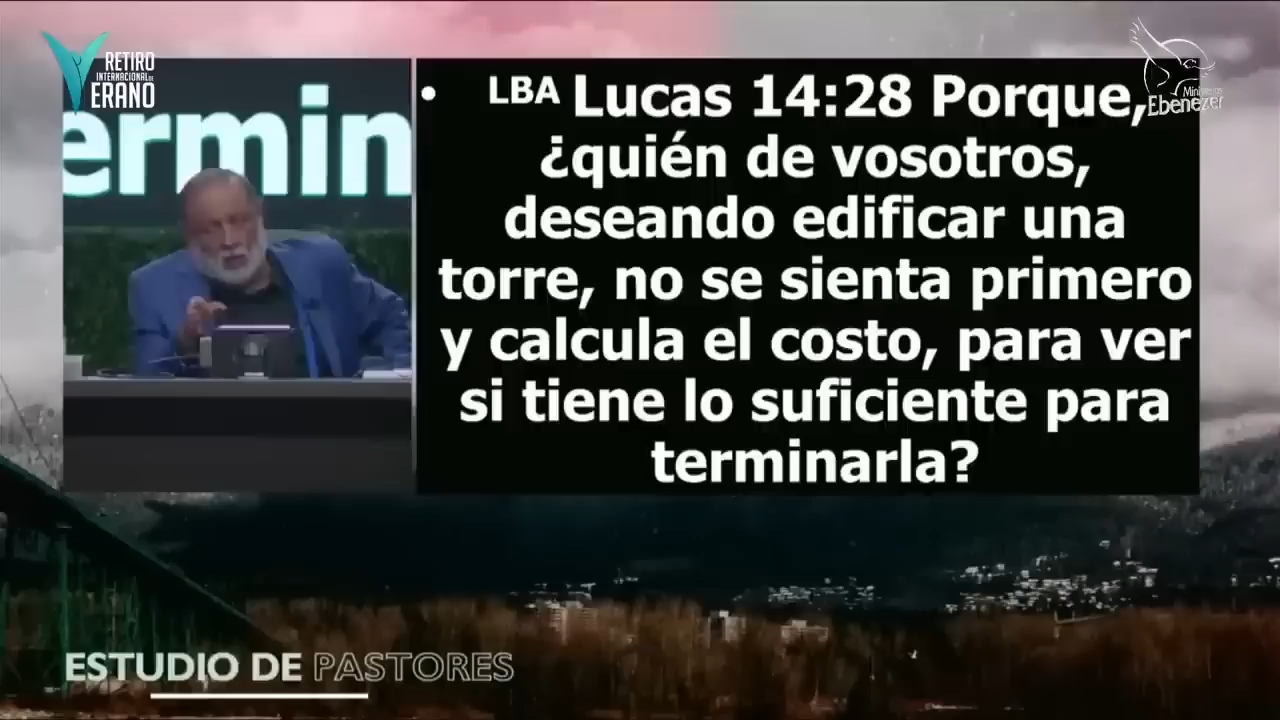 RETIRO
INTERNACIONAL DE
VERANO
ermin
• LBA Lucas 14:28 Porque,
¿quién de vosotros,
deseando edificar una
torre, no se sienta primero
y calcula el costo, para ver
si tiene lo suficiente para
terminarla?
Ministerios
Ebenezer
ESTUDIO DE PASTORES